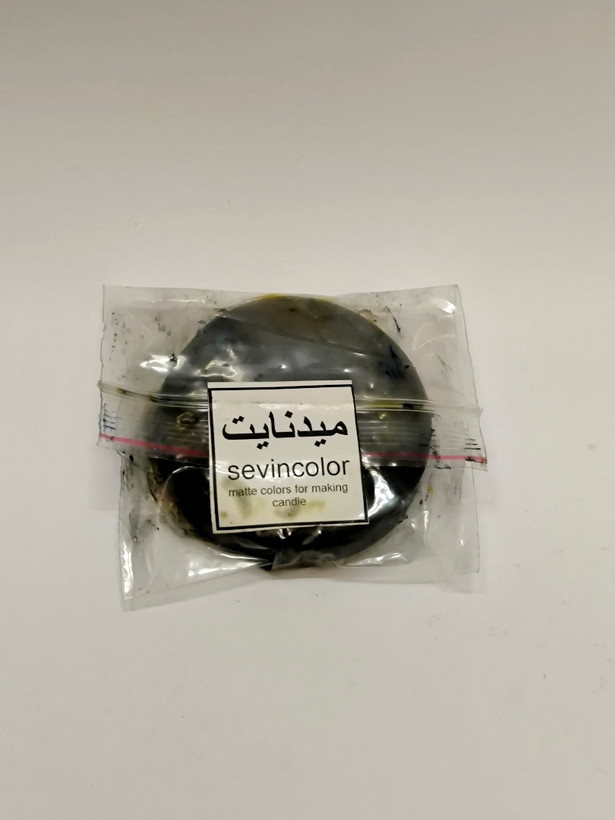 میدنایت
sevincolor
matte colors for making
candle